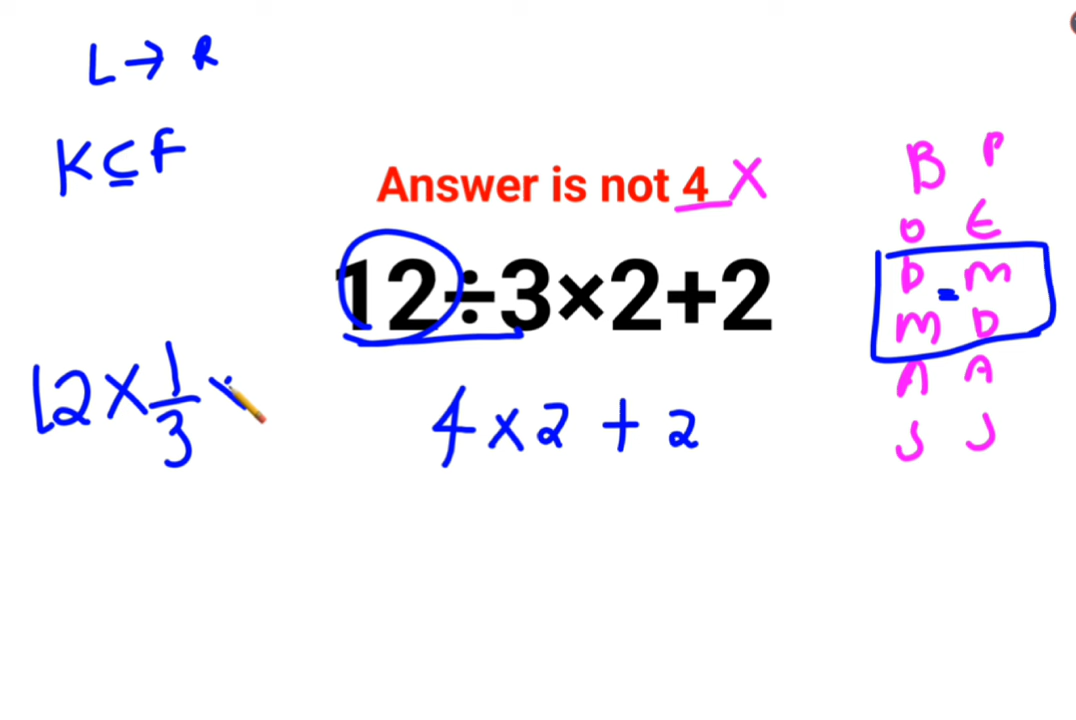 L → R
K C F
Answer is not 4 X
12÷3×2+2
12 × 1/3 ×
4 × 2 + 2
B P
O E
D = M
M D
A A
S S